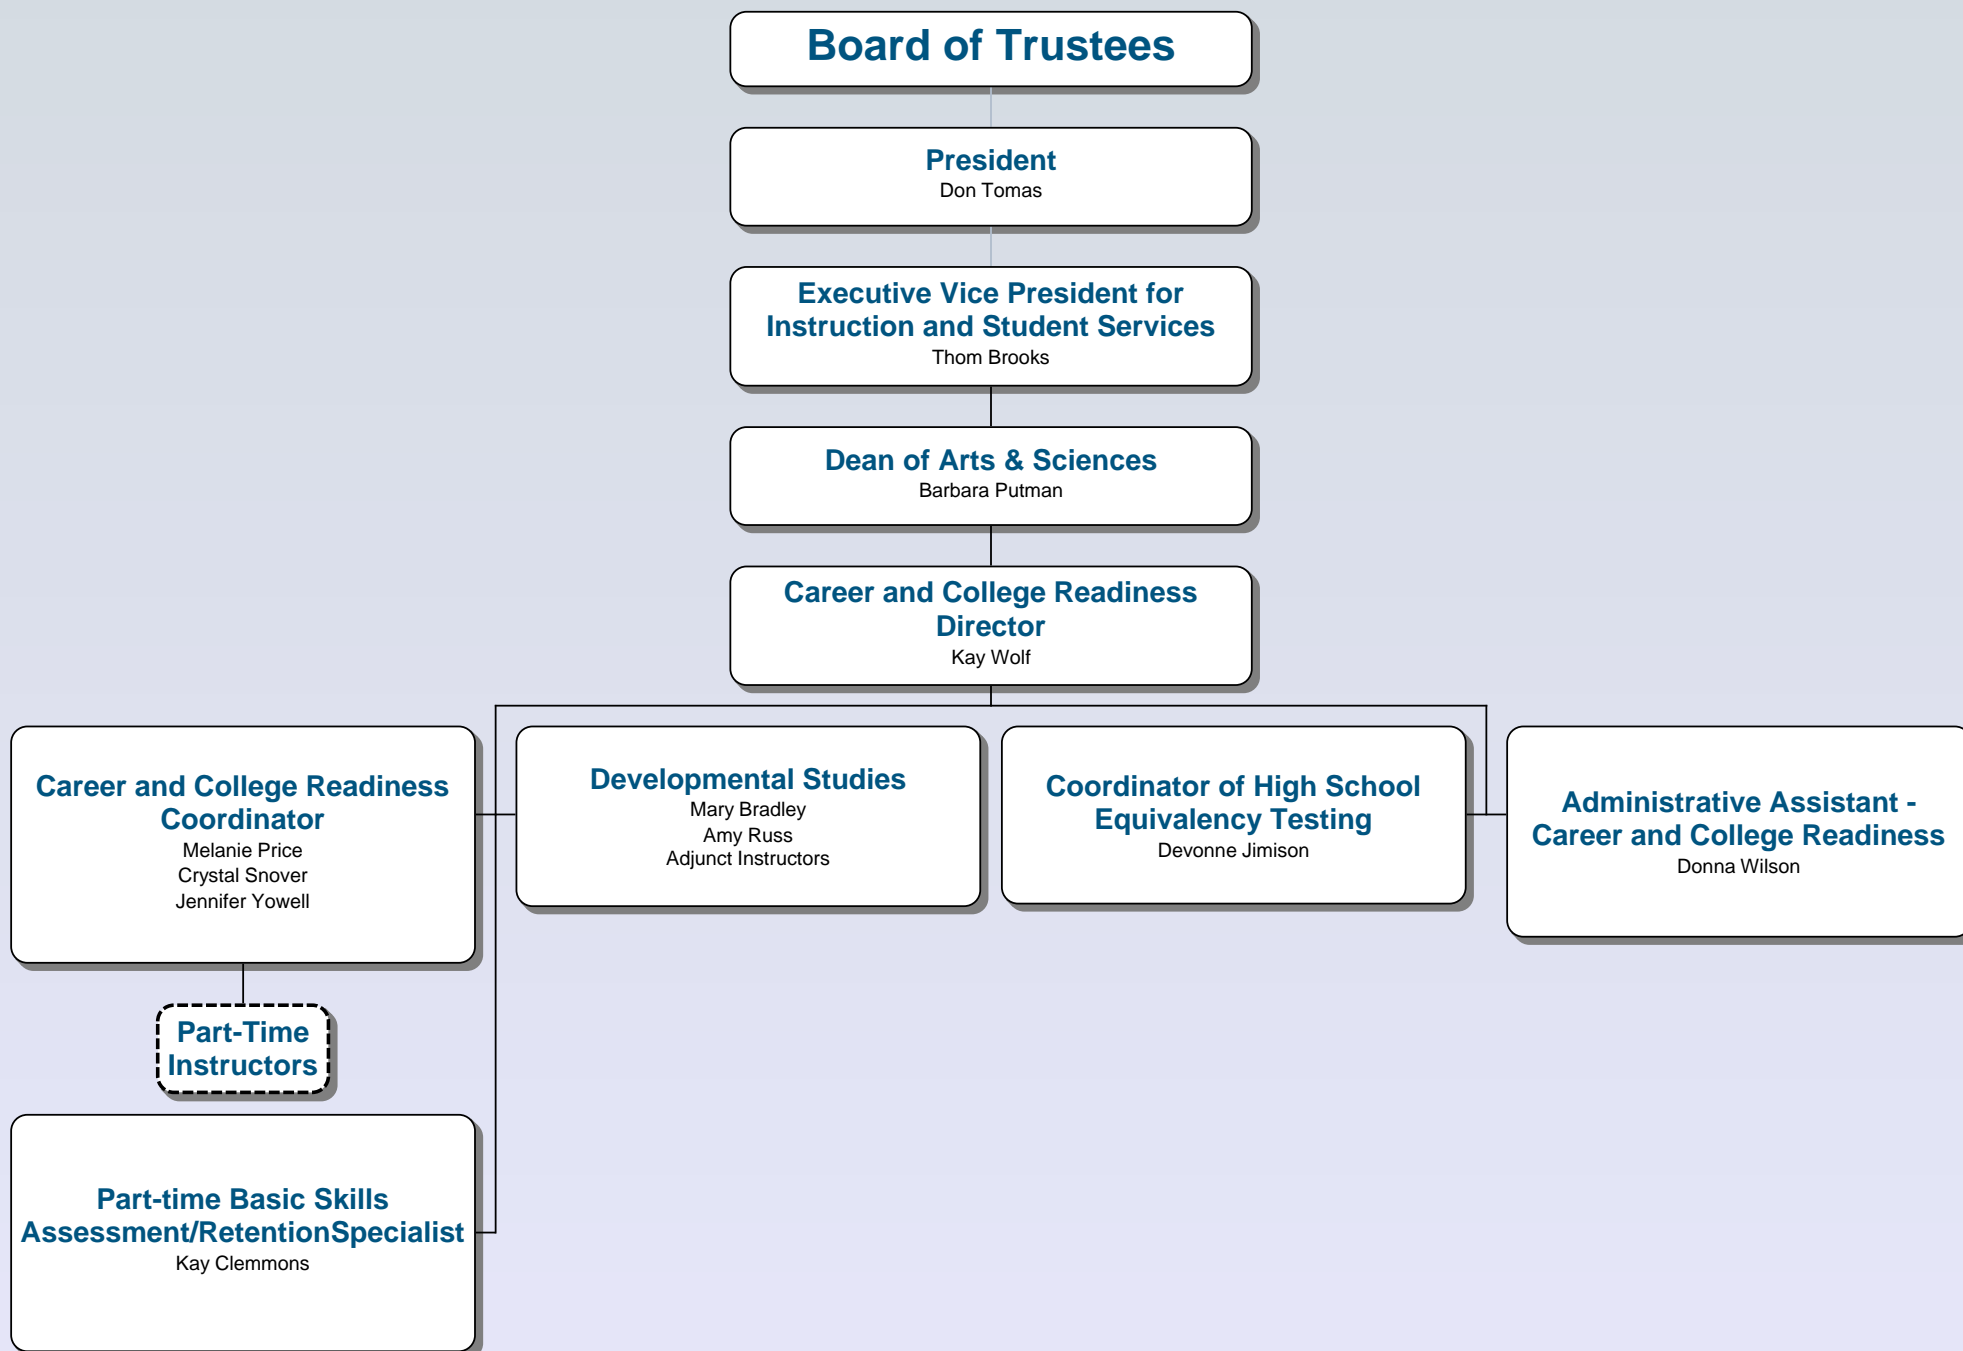 Board of Trustees
President
Don Tomas
Executive Vice President for
Instruction and Student Services
Thom Brooks
Dean of Arts & Sciences
Barbara Putman
Career and College Readiness
Director
Kay Wolf
Career and College Readiness
Coordinator
Melanie Price
Crystal Snover
Jennifer Yowell
Developmental Studies
Mary Bradley
Amy Russ
Adjunct Instructors
Coordinator of High School
Equivalency Testing
Devonne Jimison
Administrative Assistant -
Career and College Readiness
Donna Wilson
Part-Time
Instructors
Part-time Basic Skills
Assessment/RetentionSpecialist
Kay Clemmons